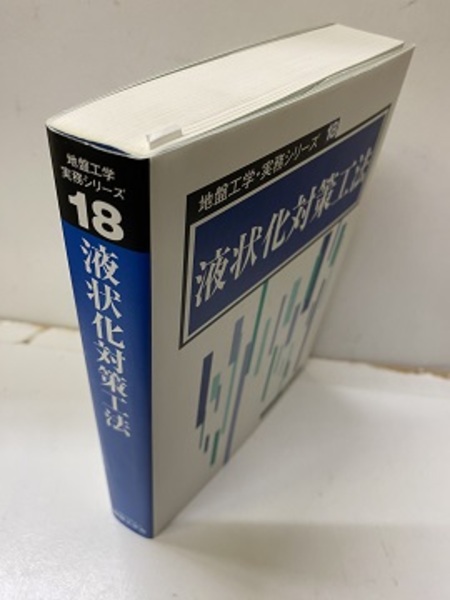 地盤工学
実務シリーズ
18
液状化対策工法
地盤工学・実務シリーズ 18
液状化対策工法